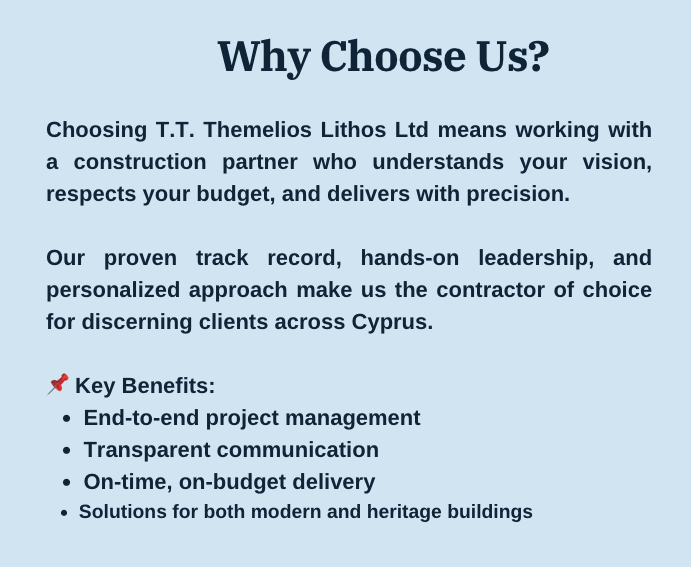 Why Choose Us?
Choosing T.T. Themelios Lithos Ltd means working with
a construction partner who understands your vision,
respects your budget, and delivers with precision.
Our proven track record, hands-on leadership, and
personalized approach make us the contractor of choice
for discerning clients across Cyprus.
📌 Key Benefits:
• End-to-end project management
• Transparent communication
• On-time, on-budget delivery
• Solutions for both modern and heritage buildings